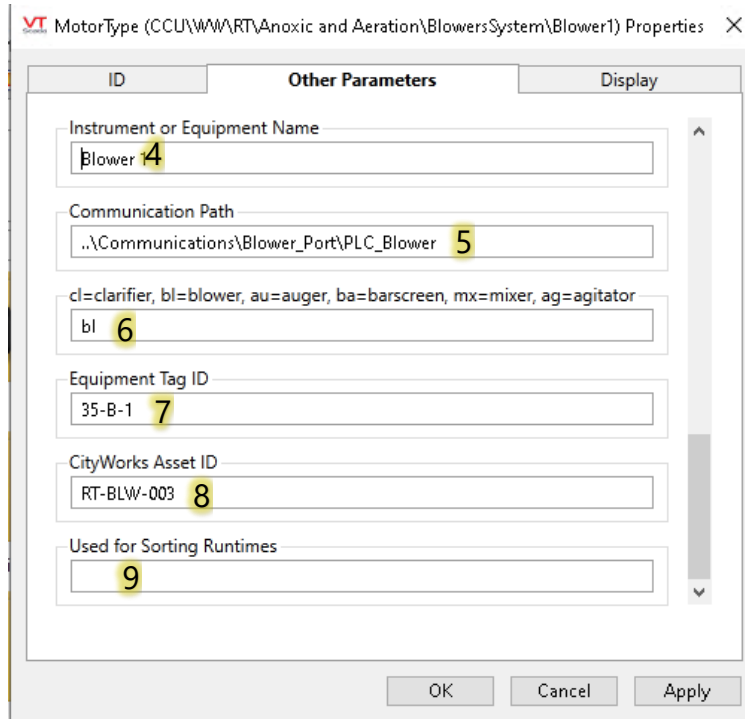 VTScada MotorType (CCU\WW\RT\Anoxic and Aeration\BlowersSystem\Blower1) Properties
ID Other Parameters Display
Instrument or Equipment Name
Blower 1 4
Communication Path
..\Communications\Blower_Port\PLC_Blower 5
cl=clarifier, bl=blower, au=auger, ba=barscreen, mx=mixer, ag=agitator
bl 6
Equipment Tag ID
35-B-1 7
CityWorks Asset ID
RT-BLW-003 8
Used for Sorting Runtimes
9
OK Cancel Apply